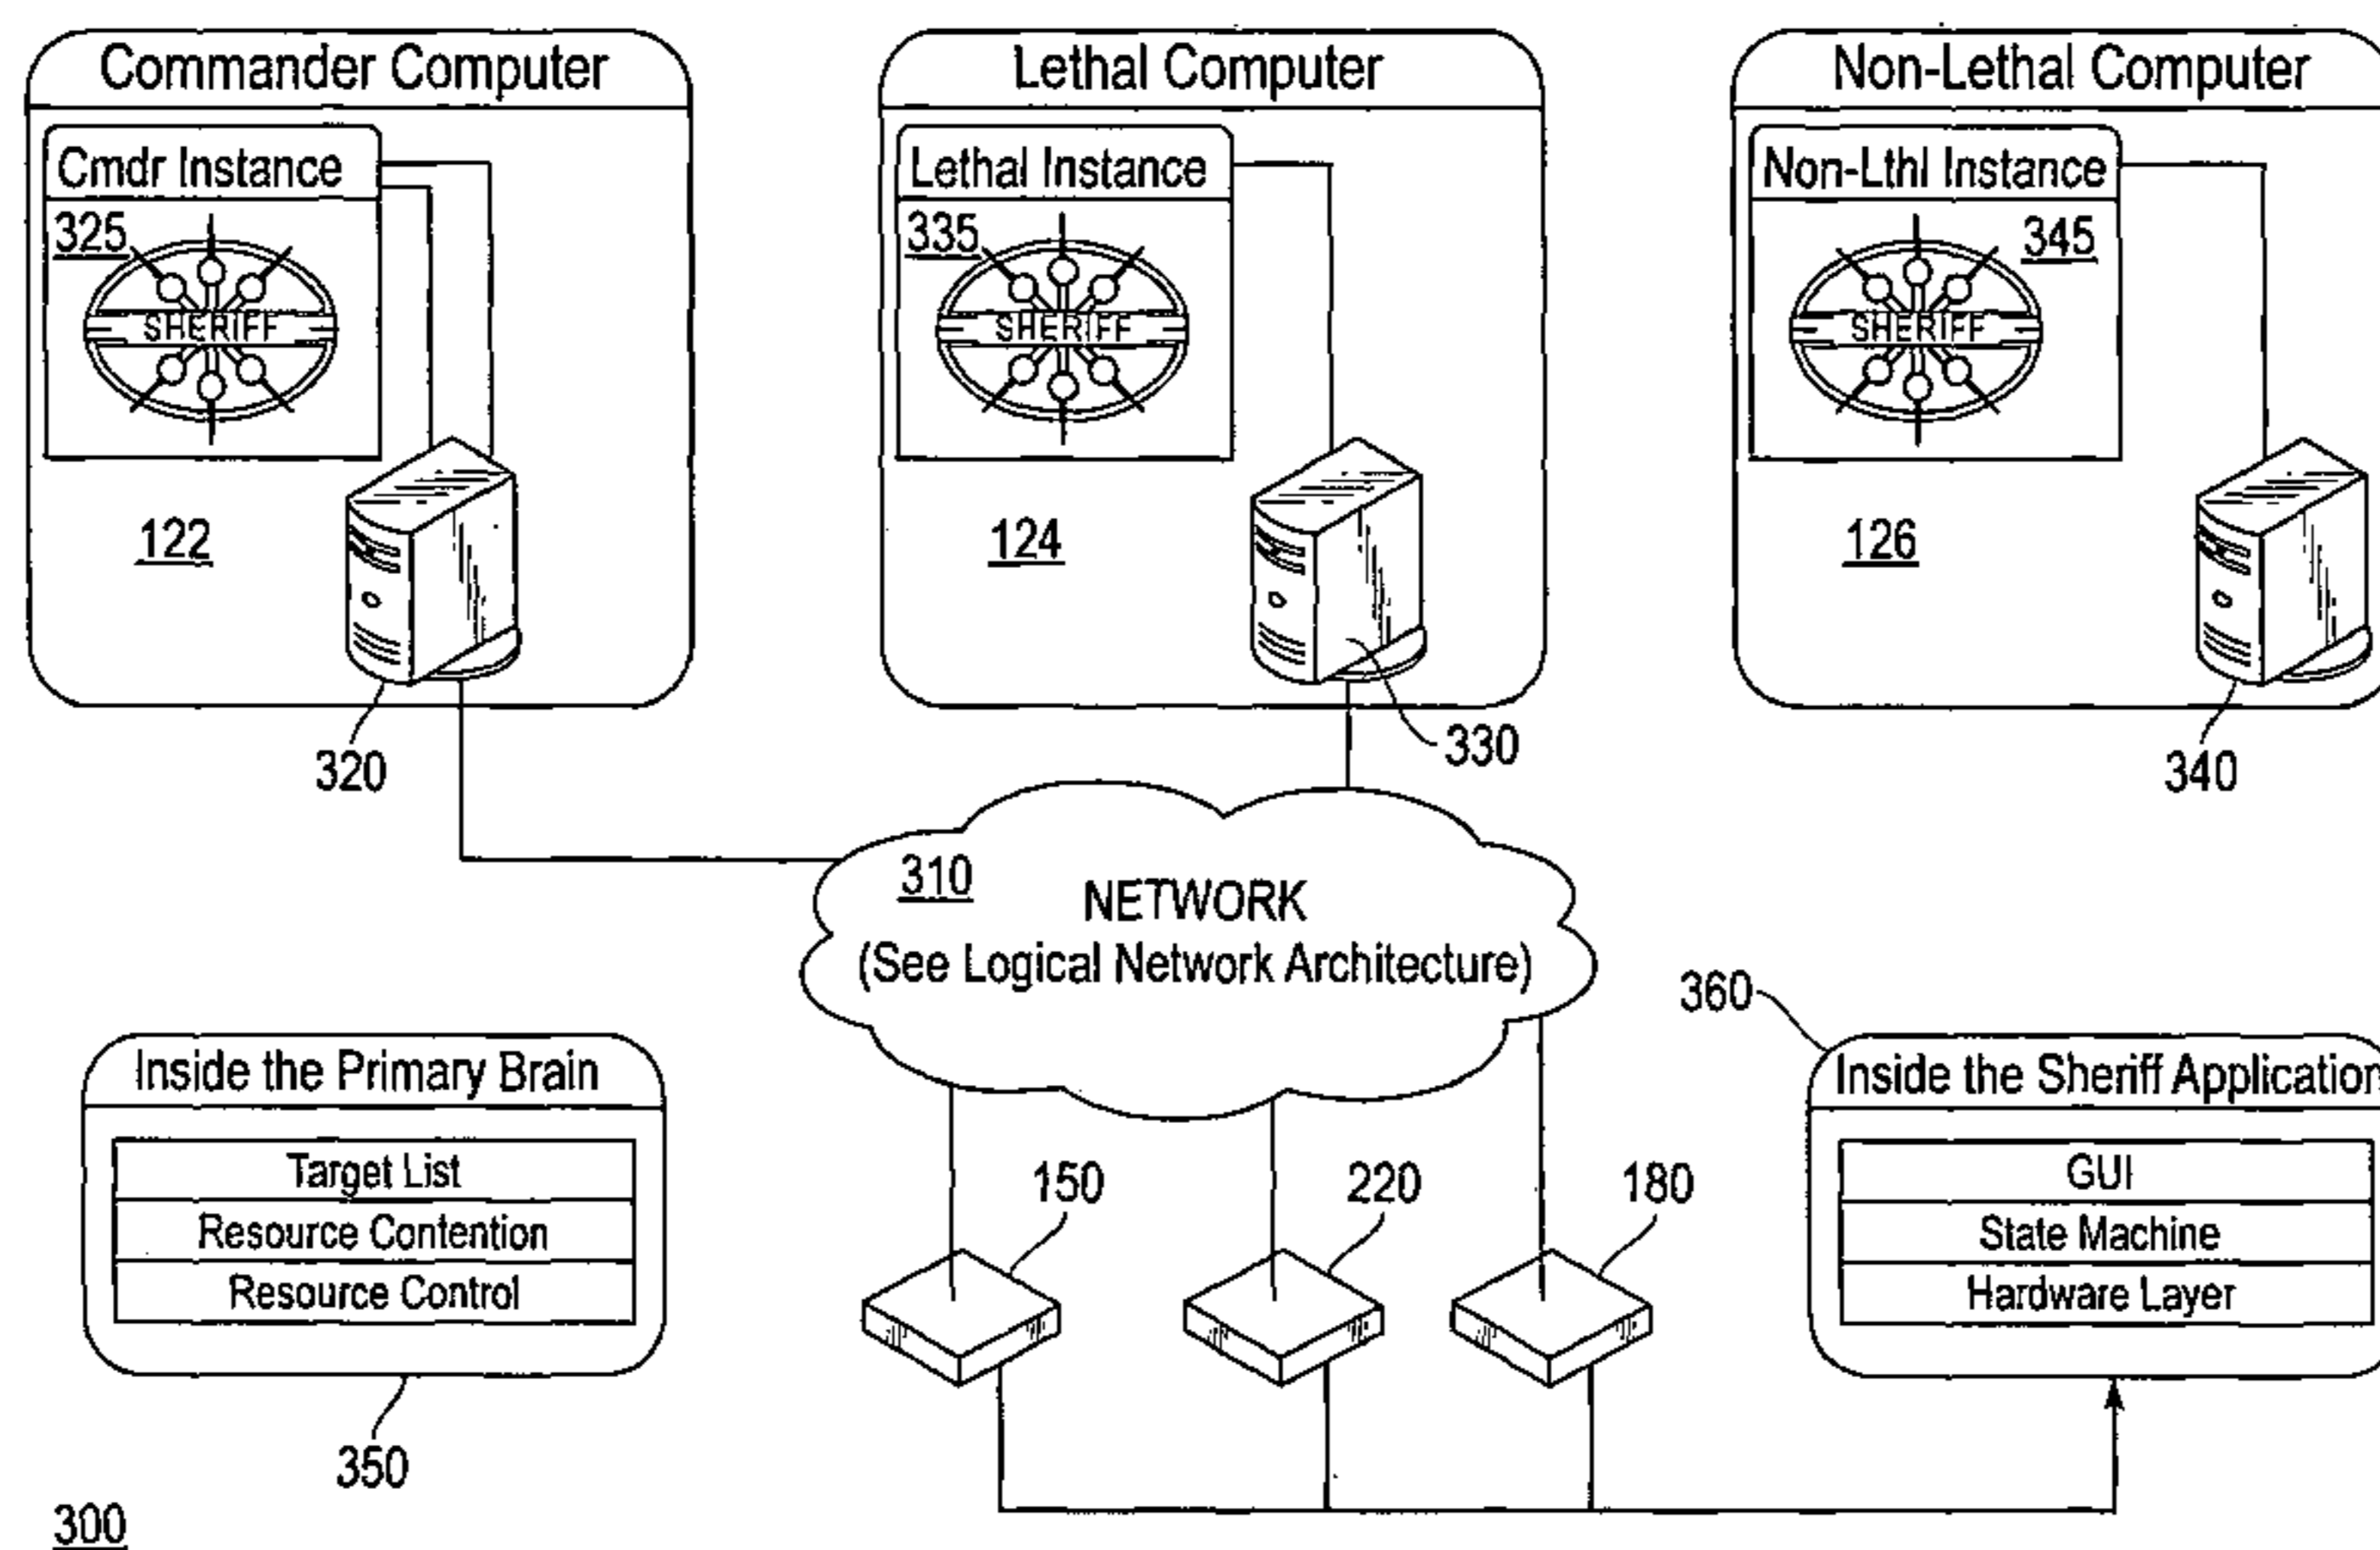 Commander Computer
Cmdr Instance
325
SHERIFF
122
320
Lethal Computer
Lethal Instance
335
SHERIFF
124
330
Non-Lethal Computer
Non-Lthl Instance
345
SHERIFF
126
340
310
NETWORK
(See Logical Network Architecture)
Inside the Primary Brain
Target List
Resource Contention
Resource Control
350
150
220
180
360
Inside the Sheriff Application
GUI
State Machine
Hardware Layer
300